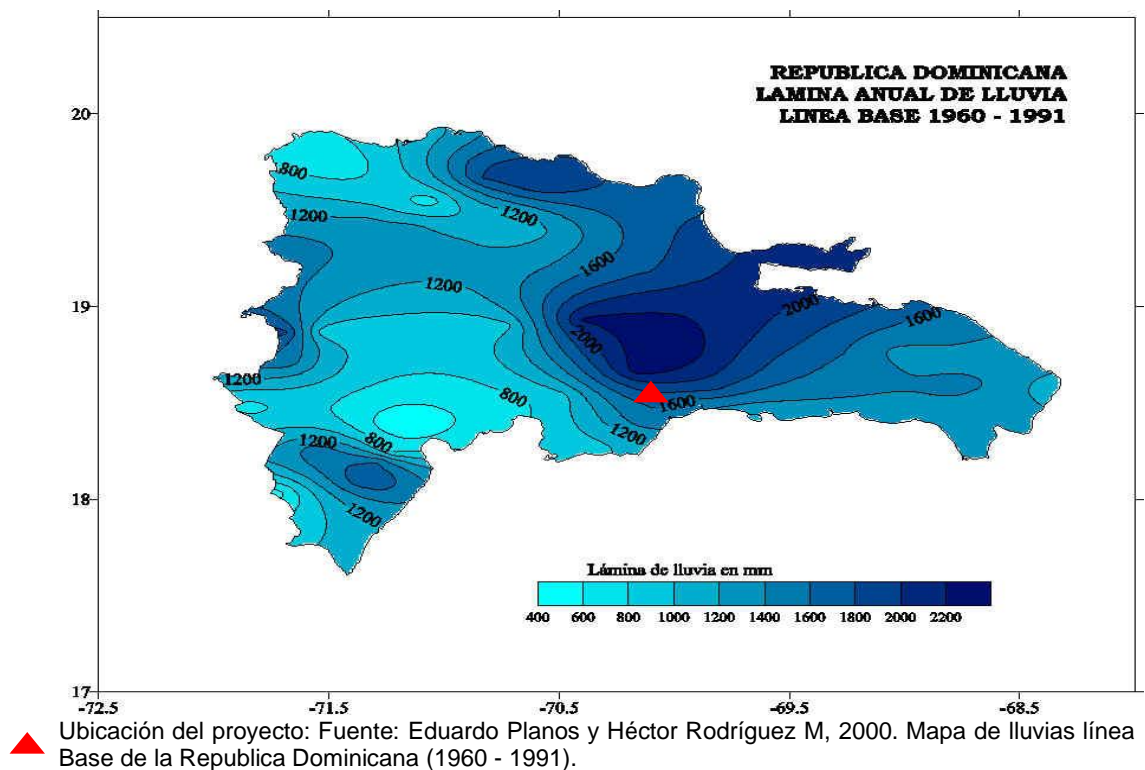 REPUBLICA DOMINICANA
LAMINA ANUAL DE LLUVIA
LINEA BASE 1960 - 1991
20
19
18
17
800
1200
1200
1600
1200
2000
2000
1600
1200
800
1600
1200
1200
800
1200
Lámina de lluvia en mm
400 600 800 1000 1200 1400 1600 1800 2000 2200
-72.5 -71.5 -70.5 -69.5 -68.5
Ubicación del proyecto: Fuente: Eduardo Planos y Héctor Rodríguez M, 2000. Mapa de lluvias línea
Base de la Republica Dominicana (1960 - 1991).